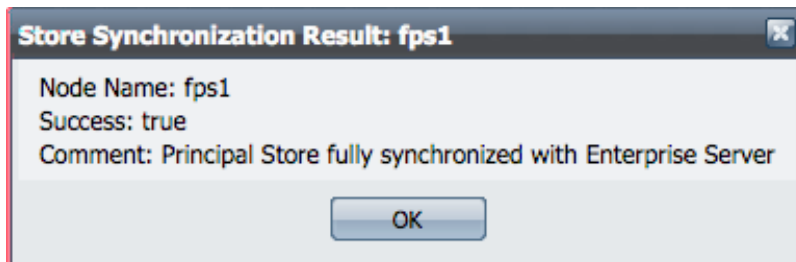 Store Synchronization Result: fps1
Node Name: fps1
Success: true
Comment: Principal Store fully synchronized with Enterprise Server
OK